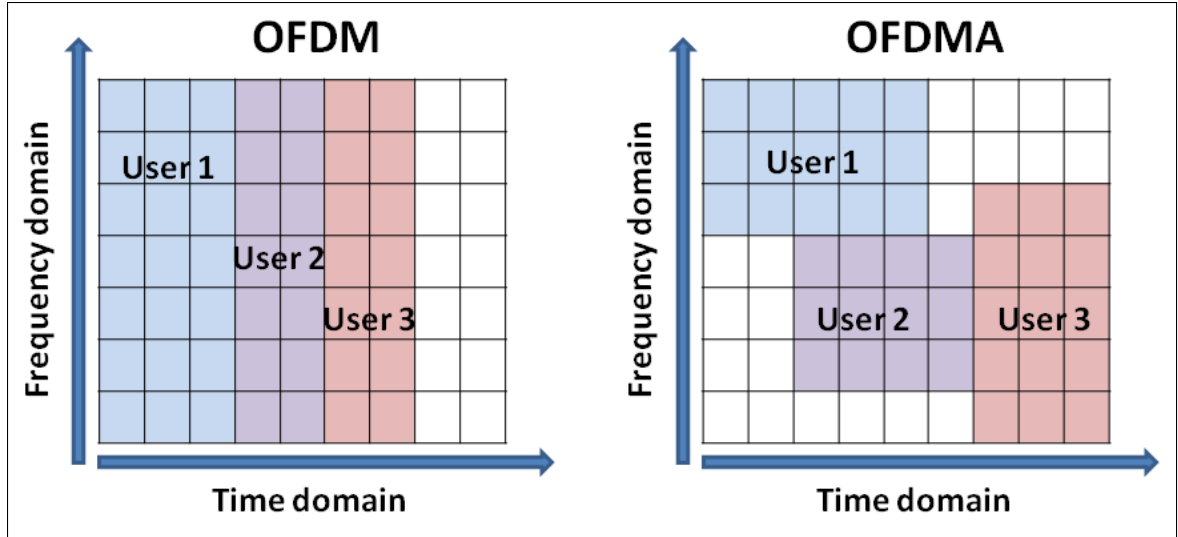 OFDM
Frequency domain
User 1
User 2
User 3
Time domain
OFDMA
Frequency domain
User 1
User 2
User 3
Time domain